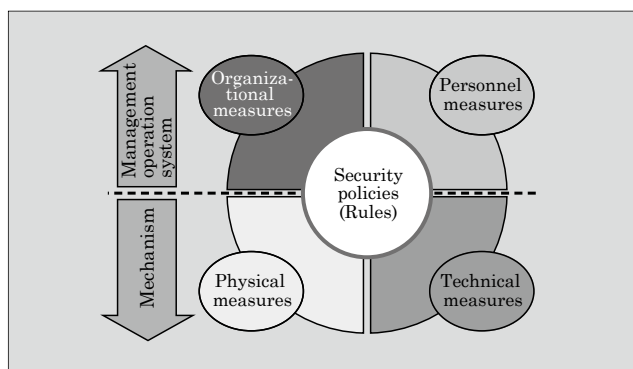 Management
operation
system
Organiza-
tional
measures
Personnel
measures
Security
policies
(Rules)
Mechanism
Physical
measures
Technical
measures